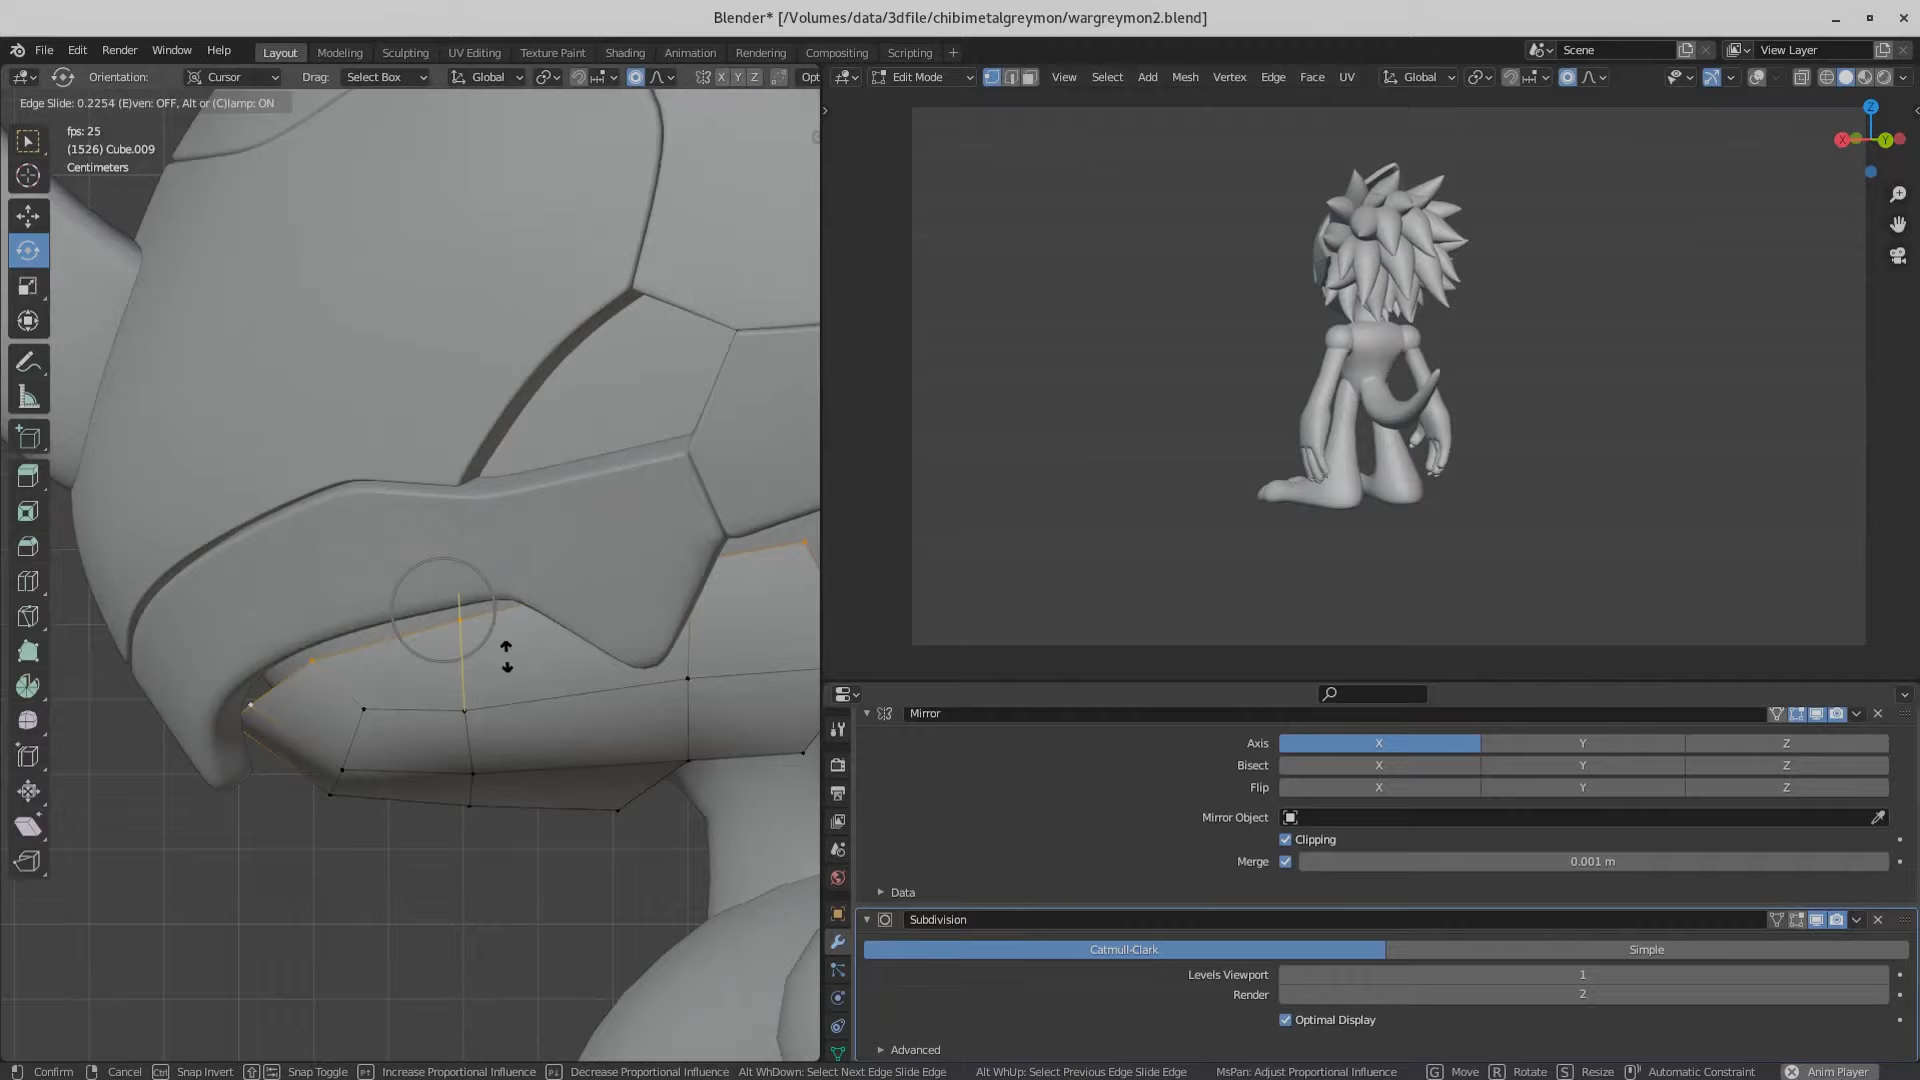 Blender* [/Volumes/data/3dfile/chibimetalgreymon/wargreymon2.blend]
File Edit Render Window Help
Layout Modeling Sculpting UV Editing Texture Paint Shading Animation Rendering Compositing Scripting +
Scene
View Layer
Orientation: Cursor Drag: Select Box Global X Y Z Opt
Edit Mode View Select Add Mesh Vertex Edge Face UV Global
Edge Slide: 0.2254 (E)ven: OFF, Alt or (C)lamp: ON
fps: 25
(1526) Cube.009
Centimeters
Z
X Y
Mirror
Axis X Y Z
Bisect X Y Z
Flip X Y Z
Mirror Object
Clipping
Merge 0.001 m
Data
Subdivision
Catmull-Clark Simple
Levels Viewport 1
Render 2
Optimal Display
Advanced
Confirm Cancel Ctrl Snap Invert Snap Toggle Increase Proportional Influence Decrease Proportional Influence Alt WhDown: Select Next Edge Slide Edge Alt WhUp: Select Previous Edge Slide Edge MsPan: Adjust Proportional Influence G Move R Rotate S Resize Automatic Constraint Anim Player